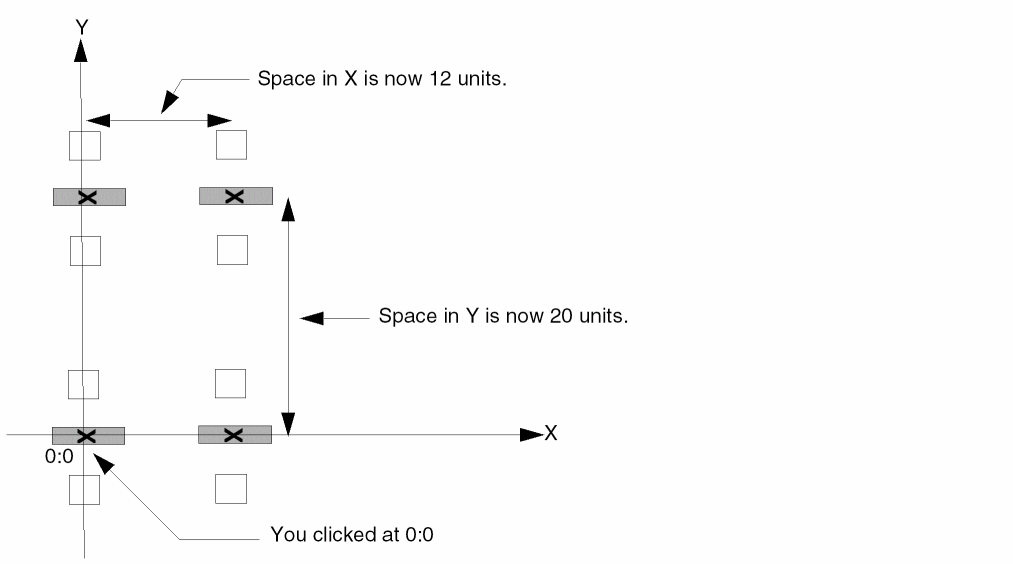 Y
Space in X is now 12 units.
X
X
Space in Y is now 20 units.
X
X
X
0:0
You clicked at 0:0